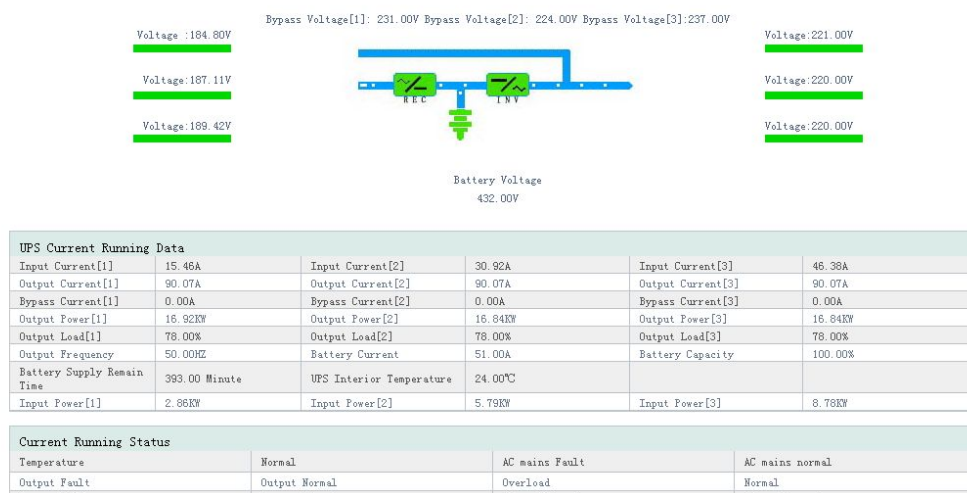 Bypass Voltage[1]: 231.00V Bypass Voltage[2]: 224.00V Bypass Voltage[3]:237.00V
Voltage :184.80V
Voltage:221.00V
Voltage:187.11V
Voltage:220.00V
REC
INV
Voltage:189.42V
Voltage:220.00V
Battery Voltage
432.00V
UPS Current Running Data
Input Current[1] 15.46A Input Current[2] 30.92A Input Current[3] 46.38A
Output Current[1] 90.07A Output Current[2] 90.07A Output Current[3] 90.07A
Bypass Current[1] 0.00A Bypass Current[2] 0.00A Bypass Current[3] 0.00A
Output Power[1] 16.92KW Output Power[2] 16.84KW Output Power[3] 16.84KW
Output Load[1] 78.00% Output Load[2] 78.00% Output Load[3] 78.00%
Output Frequency 50.00HZ Battery Current 51.00A Battery Capacity 100.00%
Battery Supply Remain Time 393.00 Minute UPS Interior Temperature 24.00℃
Input Power[1] 2.86KW Input Power[2] 5.79KW Input Power[3] 8.78KW
Current Running Status
Temperature Normal AC mains Fault AC mains normal
Output Fault Output Normal Overload Normal